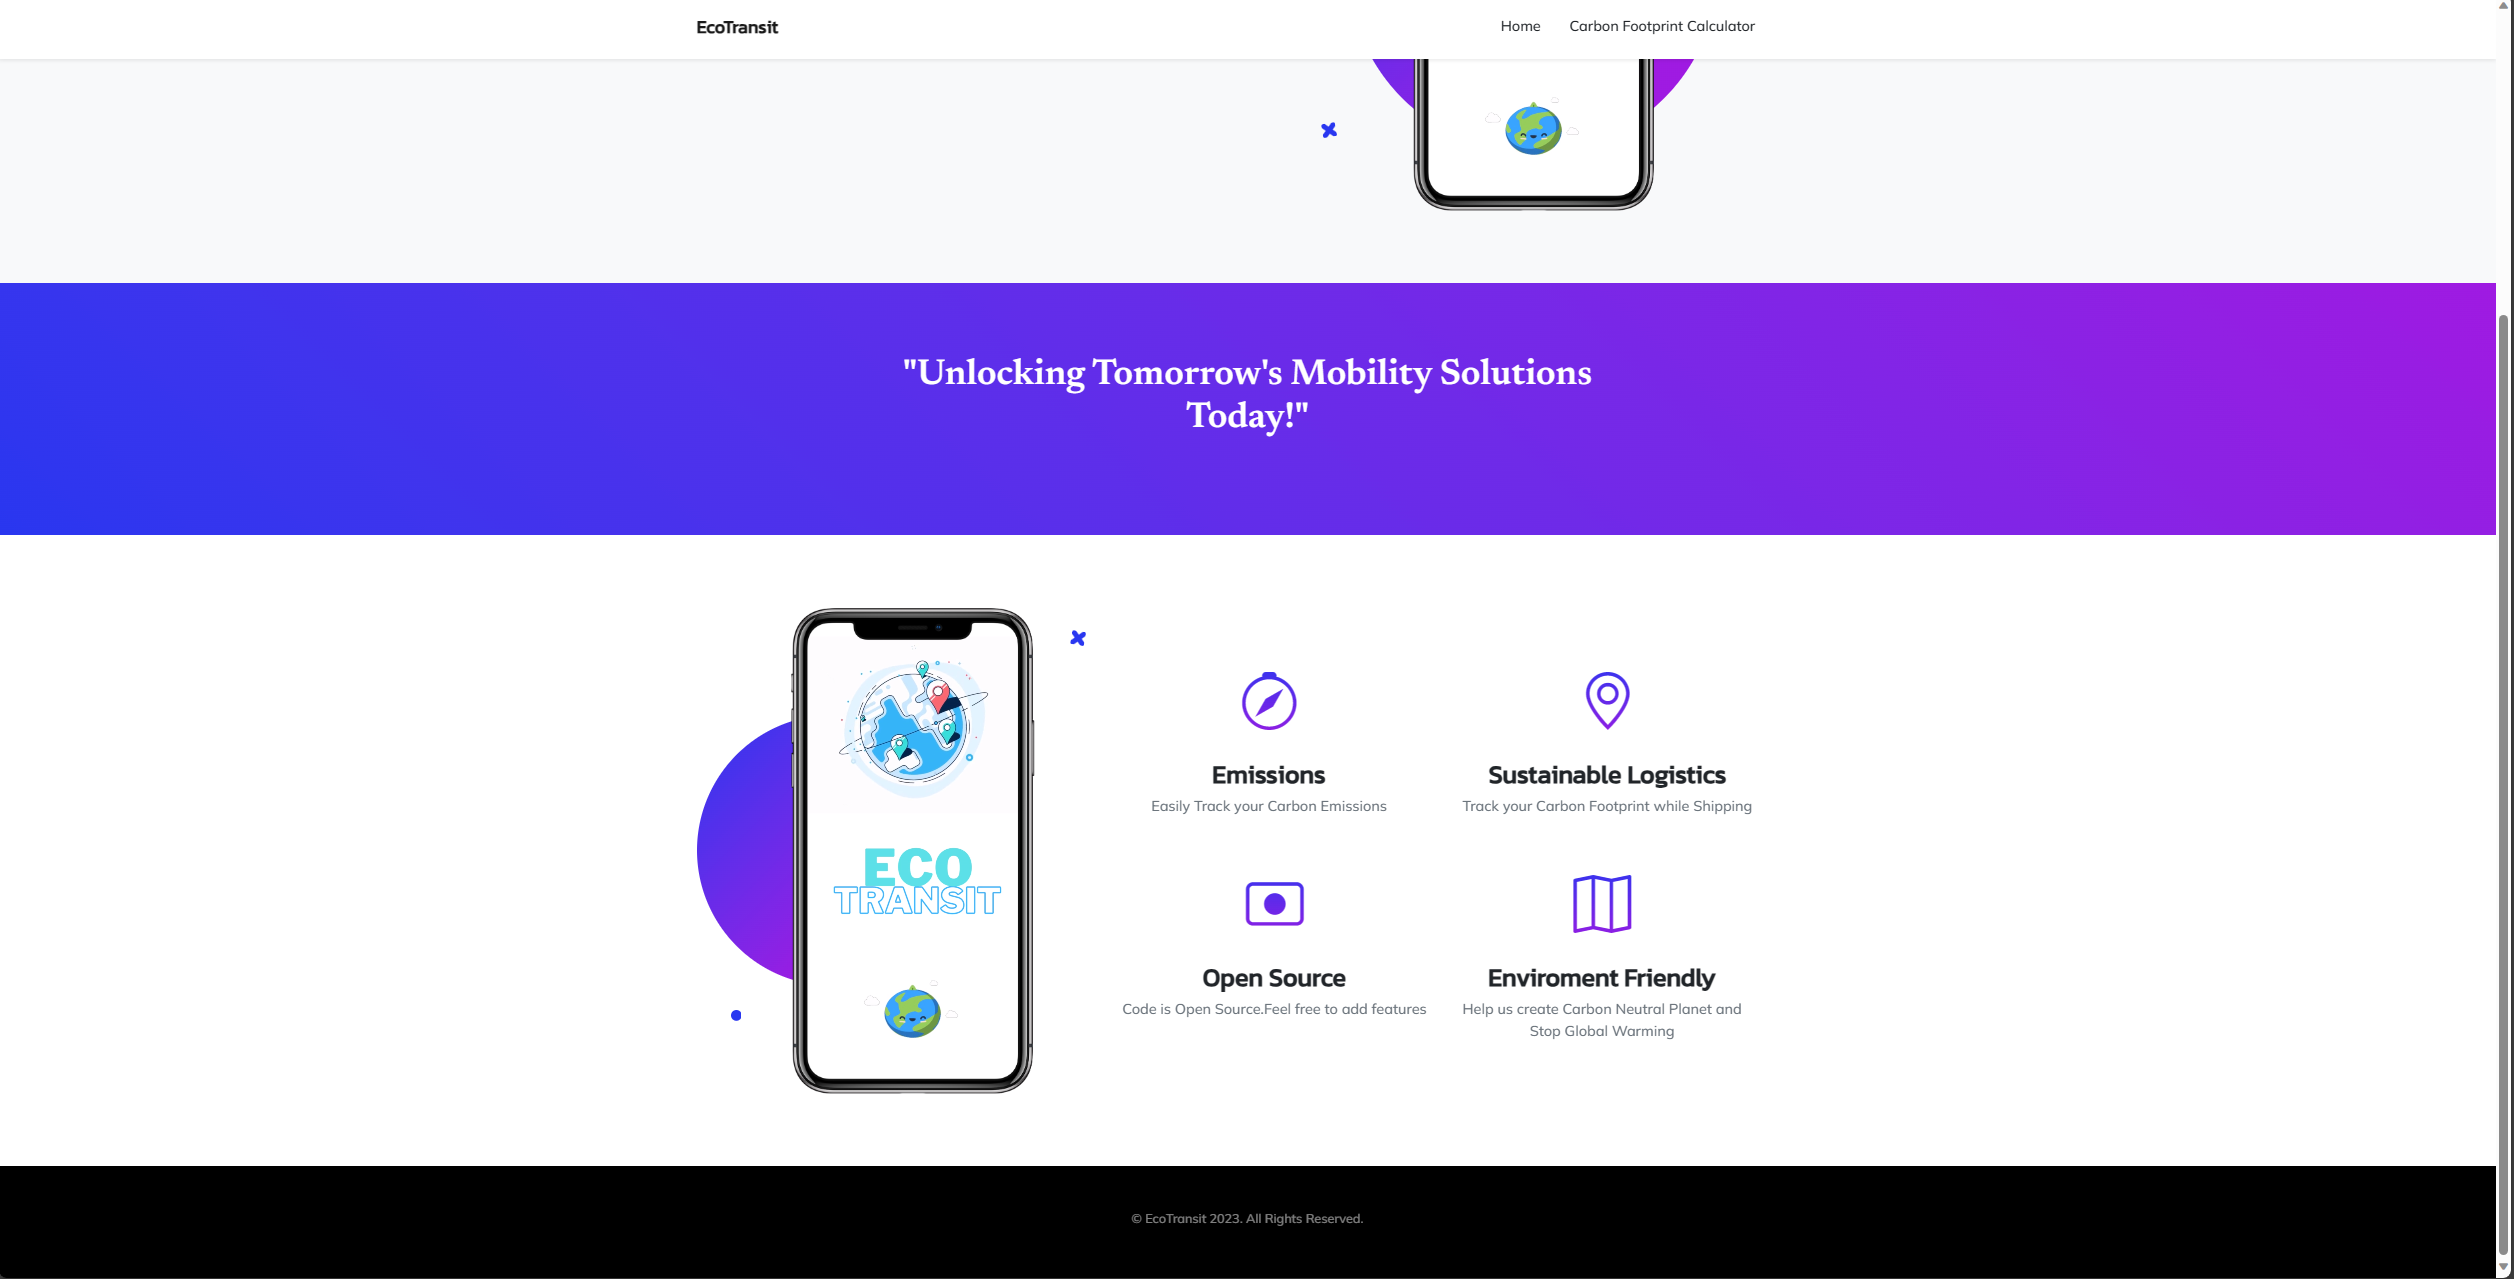 EcoTransit
Home
Carbon Footprint Calculator
"Unlocking Tomorrow's Mobility Solutions
Today!"
ECO
TRANSIT
Emissions
Easily Track your Carbon Emissions
Sustainable Logistics
Track your Carbon Footprint while Shipping
Open Source
Code is Open Source.Feel free to add features
Enviroment Friendly
Help us create Carbon Neutral Planet and
Stop Global Warming
© EcoTransit 2023. All Rights Reserved.